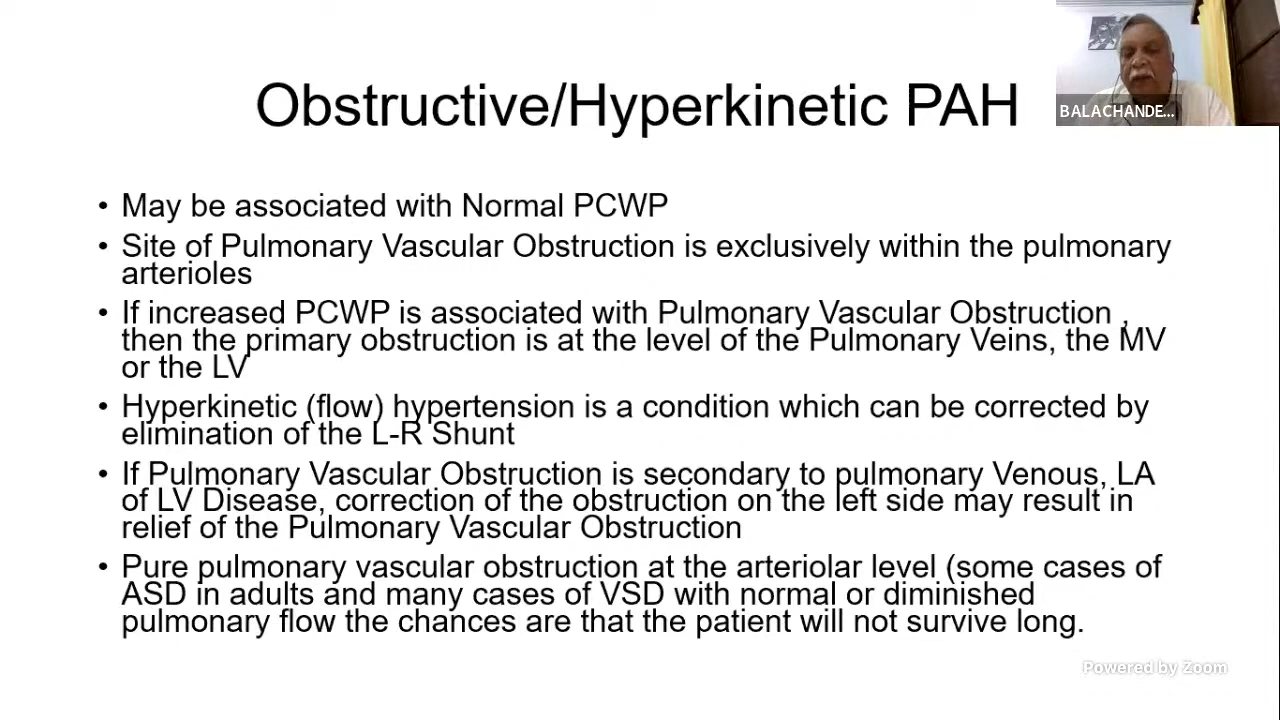 Obstructive/Hyperkinetic PAH
BALACHANDE...
• May be associated with Normal PCWP
• Site of Pulmonary Vascular Obstruction is exclusively within the pulmonary
arterioles
• If increased PCWP is associated with Pulmonary Vascular Obstruction ,
then the primary obstruction is at the level of the Pulmonary Veins, the MV
or the LV
• Hyperkinetic (flow) hypertension is a condition which can be corrected by
elimination of the L-R Shunt
• If Pulmonary Vascular Obstruction is secondary to pulmonary Venous, LA
of LV Disease, correction of the obstruction on the left side may result in
relief of the Pulmonary Vascular Obstruction
• Pure pulmonary vascular obstruction at the arteriolar level (some cases of
ASD in adults and many cases of VSD with normal or diminished
pulmonary flow the chances are that the patient will not survive long.
Powered by Zoom